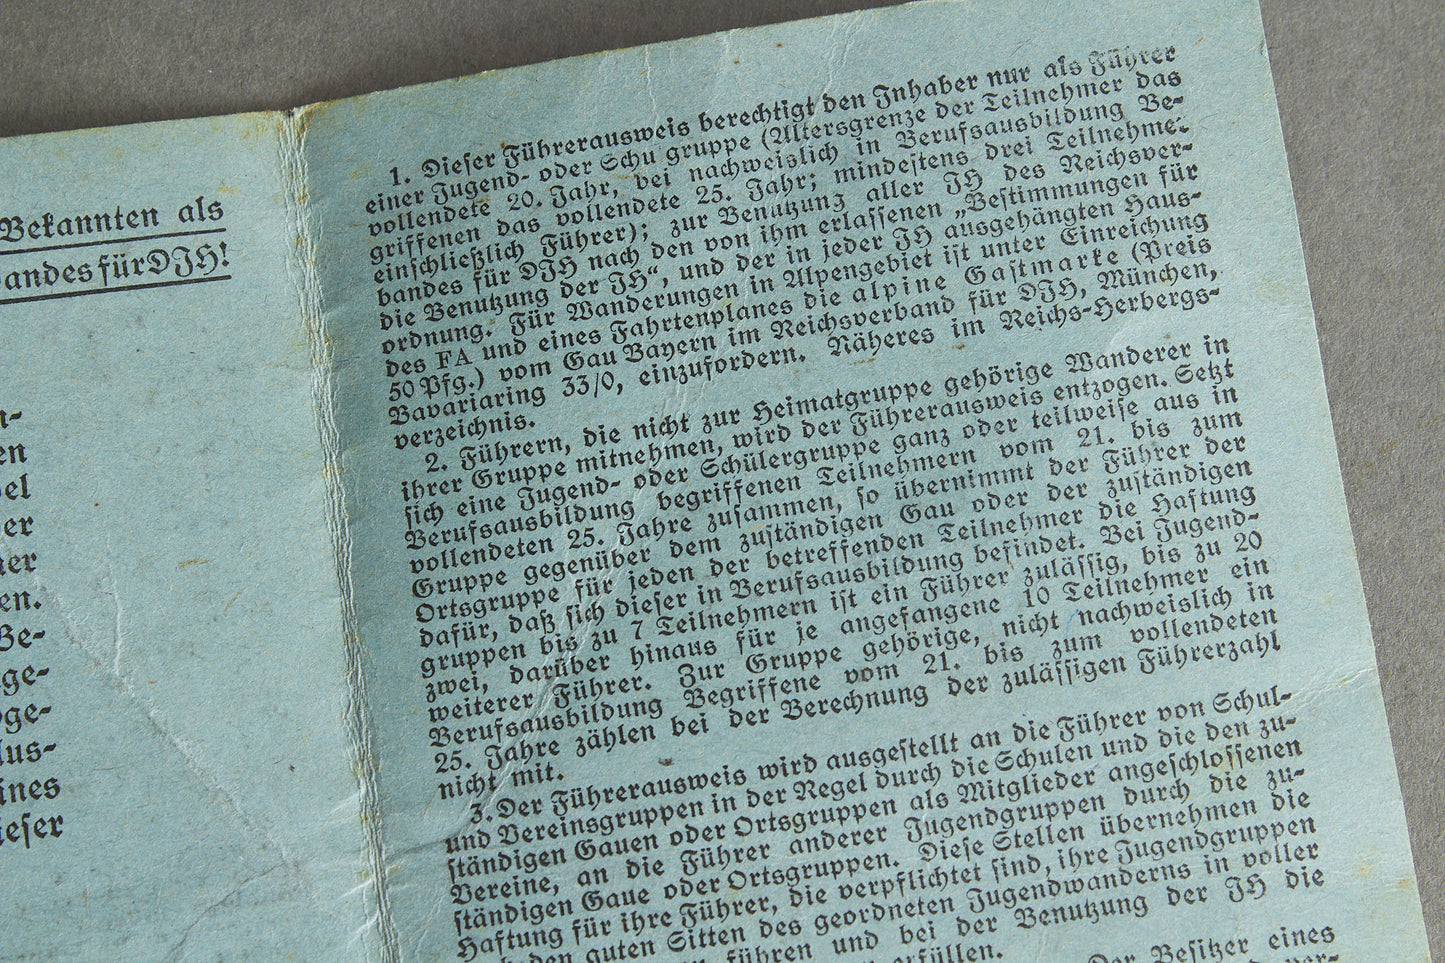 Bekannten als
bandes für DJH!
n-
en
bel
er
ner
en.
Be-
ge-
ge-
lus-
ines
ieser
1. Dieser Führerausweis berechtigt den Inhaber nur als Führer
einer Jugend- oder Schu gruppe (Altersgrenze der Teilnehmer das
vollendete 20. Jahr, bei nachweislich in Berufsausbildung Be-
griffenen das vollendete 25. Jahr; mindestens drei Teilnehmer
einschließlich Führer); zur Benutzung aller JH des Reichsver-
bandes für DJH nach den von ihm erlassenen „Bestimmungen für
die Benutzung der JH“, und der in jeder JH ausgehängten Haus-
ordnung. Für Wanderungen in Alpengebiet ist unter Einreichung
des FA und eines Fahrtenplanes die alpine Gastmarke (Preis
50 Pfg.) vom Gau Bayern im Reichsverband für DJH, München,
Bavariaring 33/0, einzufordern. Näheres im Reichs-Herbergs-
verzeichnis.
2. Führern, die nicht zur Heimatgruppe gehörige Wanderer in
ihrer Gruppe mitnehmen, wird der Führerausweis entzogen. Setzt
sich eine Jugend- oder Schülergruppe ganz oder teilweise aus in
Berufsausbildung begriffenen Teilnehmern vom 21. bis zum
vollendeten 25. Jahre zusammen, so übernimmt der Führer der
Gruppe gegenüber dem zuständigen Gau oder der zuständigen
Ortsgruppe für jeden der betreffenden Teilnehmer die Haftung
dafür, daß sich dieser in Berufsausbildung befindet. Bei Jugend-
gruppen bis zu 7 Teilnehmern ist ein Führer zulässig, bis zu 20
zwei, darüber hinaus für je angefangene 10 Teilnehmer ein
weiterer Führer. Zur Gruppe gehörige, nicht nachweislich in
Berufsausbildung Begriffene vom 21. bis zum vollendeten
25. Jahre zählen bei der Berechnung der zulässigen Führerzahl
nicht mit.
3. Der Führerausweis wird ausgestellt an die Führer von Schul-
und Vereinsgruppen in der Regel durch die Schulen und die den zu-
ständigen Gauen oder Ortsgruppen als Mitglieder angeschlossenen
Vereine, an die Führer anderer Jugendgruppen durch die zu-
ständigen Gaue oder Ortsgruppen. Diese Stellen übernehmen die
Haftung für ihre Führer, die verpflichtet sind, ihre Jugendgruppen
den guten Sitten des geordneten Jugendwanderns in voller
führen und bei der Benutzung der JH die
erfüllen.
Der Besitzer eines
ver-